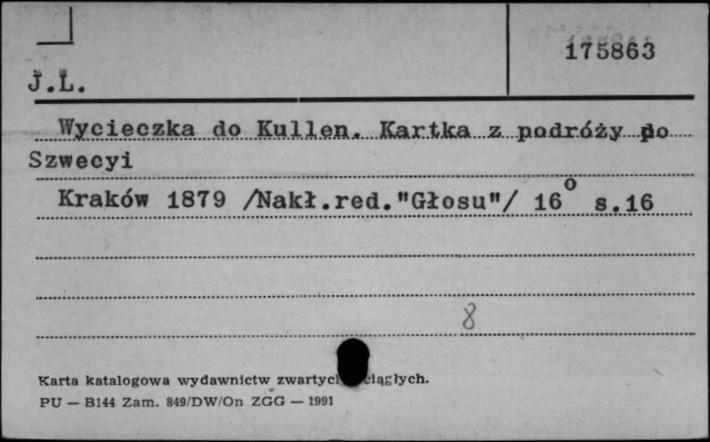 175863
J.L.
Wycieczka do Kullen. Kartka z podróży do
Szwecyi
Kraków 1879 /Nakł.red."Głosu"/ 16° s.16
8
Karta katalogowa wydawnictw ciągłych.
PU — B144 Zam. 849/DW/On ZGG — 1991